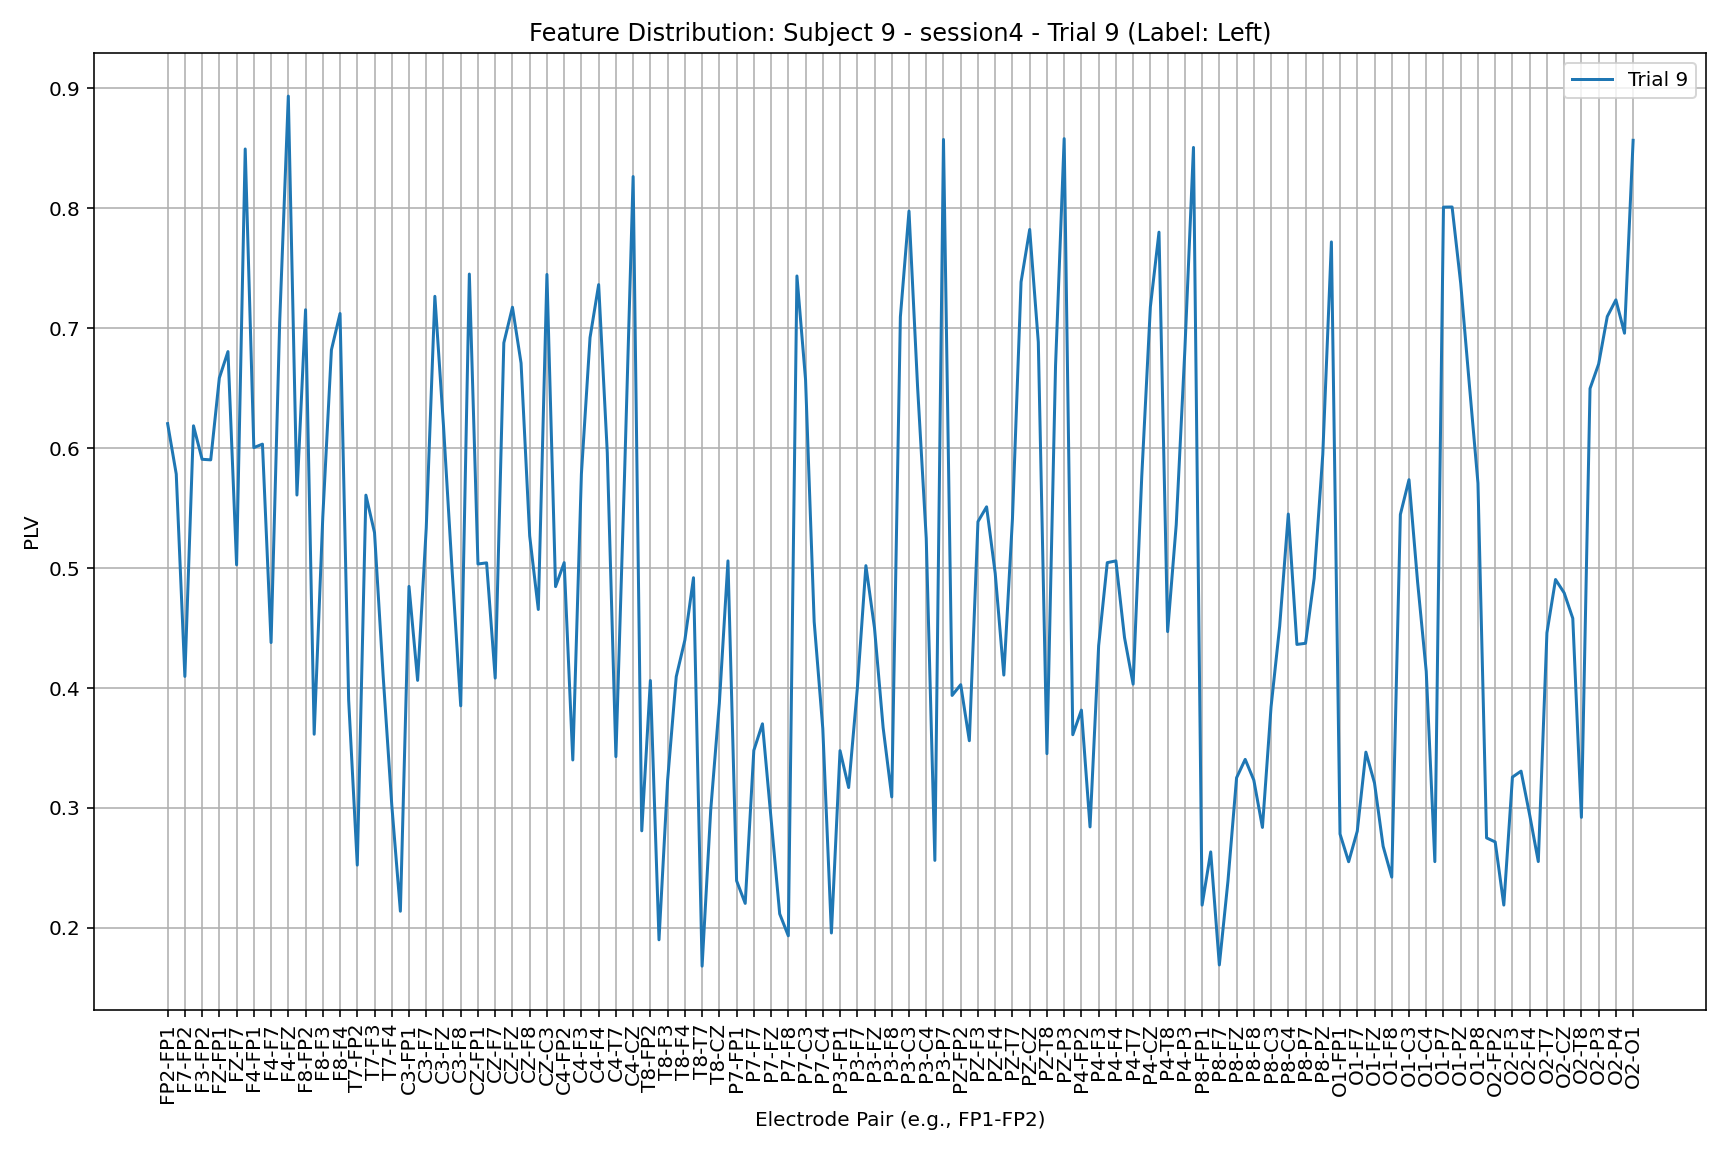 Feature Distribution: Subject 9 - session4 - Trial 9 (Label: Left)
Trial 9
0.9
0.8
0.7
0.6
0.5
0.4
0.3
0.2
PLV
FP2-FP1
F7-FP2
F3-FP2
FZ-FP1
FZ-F7
F4-FP1
F4-F7
F4-FZ
F8-FP2
F8-F3
F8-F4
T7-FP2
T7-F3
T7-F4
C3-FP1
C3-F7
C3-FZ
C3-F8
CZ-FP1
CZ-F7
CZ-FZ
CZ-F8
CZ-C3
C4-FP2
C4-F3
C4-F4
C4-T7
C4-CZ
T8-FP2
T8-F3
T8-F4
T8-T7
T8-CZ
P7-FP1
P7-F7
P7-FZ
P7-F8
P7-C3
P7-C4
P3-FP1
P3-F7
P3-FZ
P3-F8
P3-C3
P3-C4
P3-P7
PZ-FP2
PZ-F3
PZ-F4
PZ-T7
PZ-CZ
PZ-T8
PZ-P3
P4-FP2
P4-F3
P4-F4
P4-T7
P4-CZ
P4-T8
P4-P3
P8-FP1
P8-F7
P8-FZ
P8-F8
P8-C3
P8-C4
P8-P7
P8-PZ
O1-FP1
O1-F7
O1-FZ
O1-F8
O1-C3
O1-C4
O1-P7
O1-PZ
O1-P8
O2-FP2
O2-F3
O2-F4
O2-T7
O2-CZ
O2-T8
O2-P3
O2-P4
O2-O1
Electrode Pair (e.g., FP1-FP2)